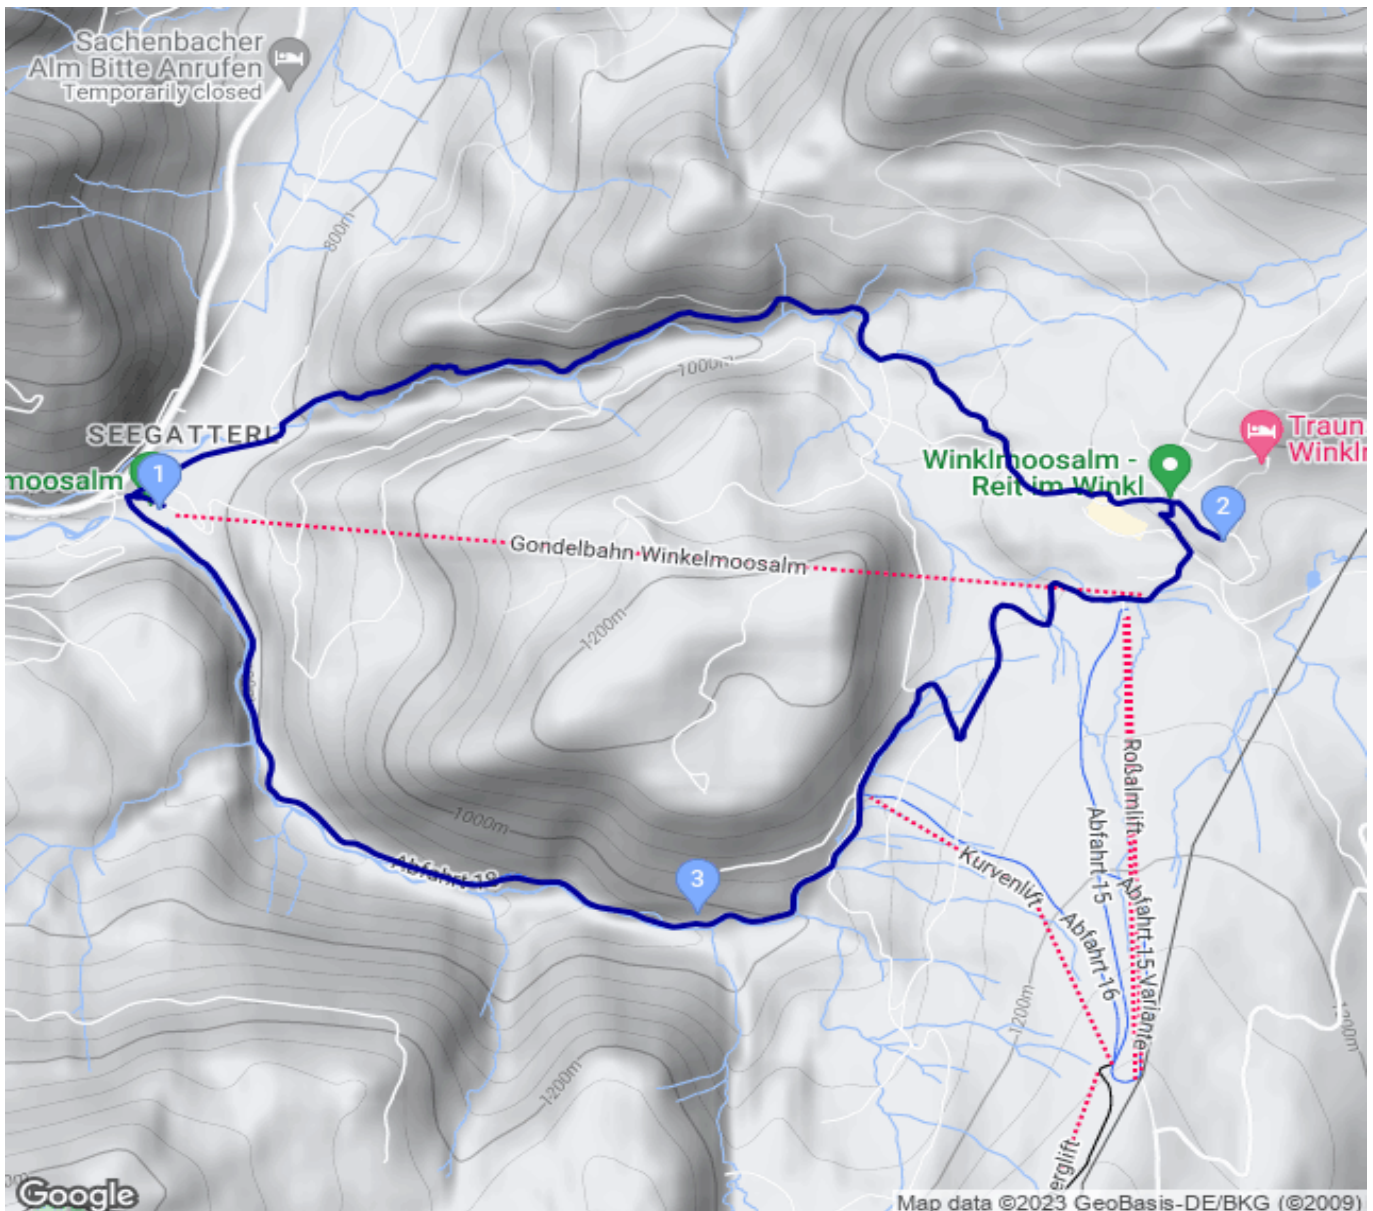 Sachenbacher
Alm Bitte Anrufen
Temporarily closed
800m
1000m
SEEGATTERL
moosalm
1
Winklmoosalm -
Reit im Winkl
Traun
Winklr
2
Gondelbahn Winkelmoosalm
1200m
Roßalmlift
1000m
Abfahrt 18
3
Kurvenlift
Abfahrt 15
Abfahrt 16
Abfahrt 15 Variante
1200m
1200m
1200m
erglift
Google
Map data ©2023 GeoBasis-DE/BKG (©2009)